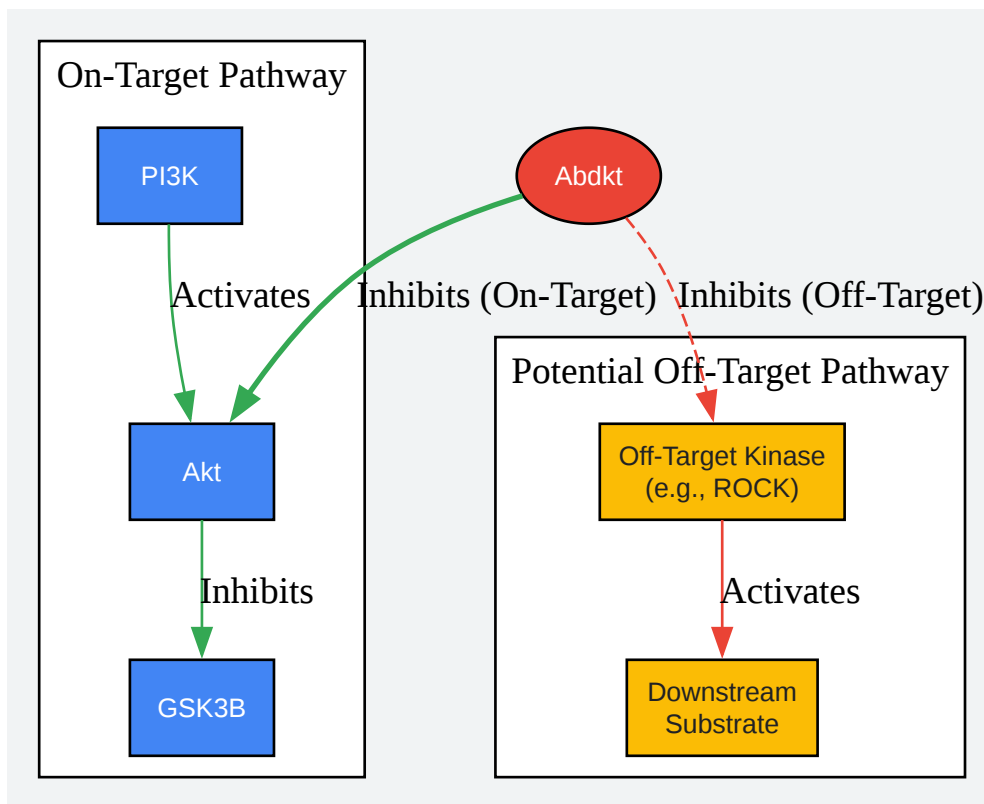 On-Target Pathway
PI3K
Abdkt
Activates
Inhibits (On-Target)
Inhibits (Off-Target)
Potential Off-Target Pathway
Akt
Off-Target Kinase
(e.g., ROCK)
Inhibits
Activates
GSK3B
Downstream
Substrate